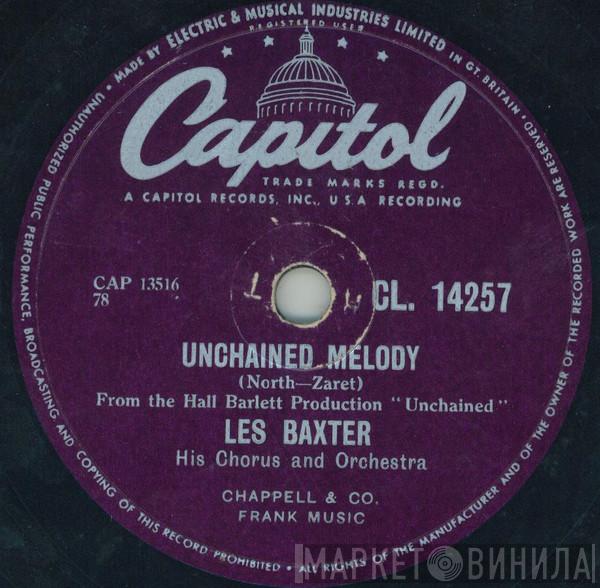 MADE BY ELECTRIC & MUSICAL INDUSTRIES LIMITED IN GT. BRITAIN •
REGISTERED USER
Capitol
TRADE MARKS REGD.
A CAPITOL RECORDS, INC., U.S.A RECORDING
CAP 13516
78
CL. 14257
UNCHAINED MELODY
(North—Zaret)
From the Hall Barlett Production "Unchained"
LES BAXTER
His Chorus and Orchestra
CHAPPELL & CO.
FRANK MUSIC
ALL RIGHTS OF THE MANUFACTURER AND OF THE OWNER OF THE RECORDED WORK ARE RESERVED •
UNAUTHORIZED PUBLIC PERFORMANCE, BROADCASTING AND COPYING OF THIS RECORD PROHIBITED •
МАРКЕТ ВИНИЛА